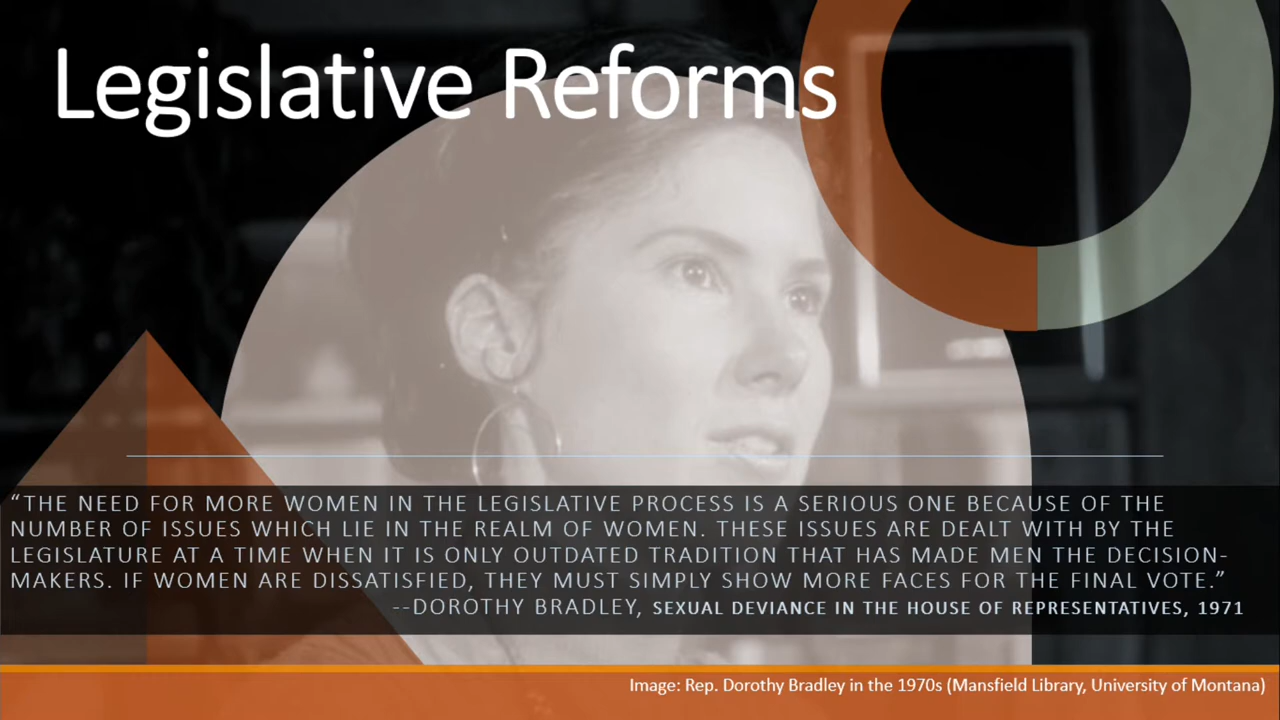 Legislative Reforms
“THE NEED FOR MORE WOMEN IN THE LEGISLATIVE PROCESS IS A SERIOUS ONE BECAUSE OF THE
NUMBER OF ISSUES WHICH LIE IN THE REALM OF WOMEN. THESE ISSUES ARE DEALT WITH BY THE
LEGISLATURE AT A TIME WHEN IT IS ONLY OUTDATED TRADITION THAT HAS MADE MEN THE DECISION-
MAKERS. IF WOMEN ARE DISSATISFIED, THEY MUST SIMPLY SHOW MORE FACES FOR THE FINAL VOTE.”
--DOROTHY BRADLEY, SEXUAL DEVIANCE IN THE HOUSE OF REPRESENTATIVES, 1971
Image: Rep. Dorothy Bradley in the 1970s (Mansfield Library, University of Montana)